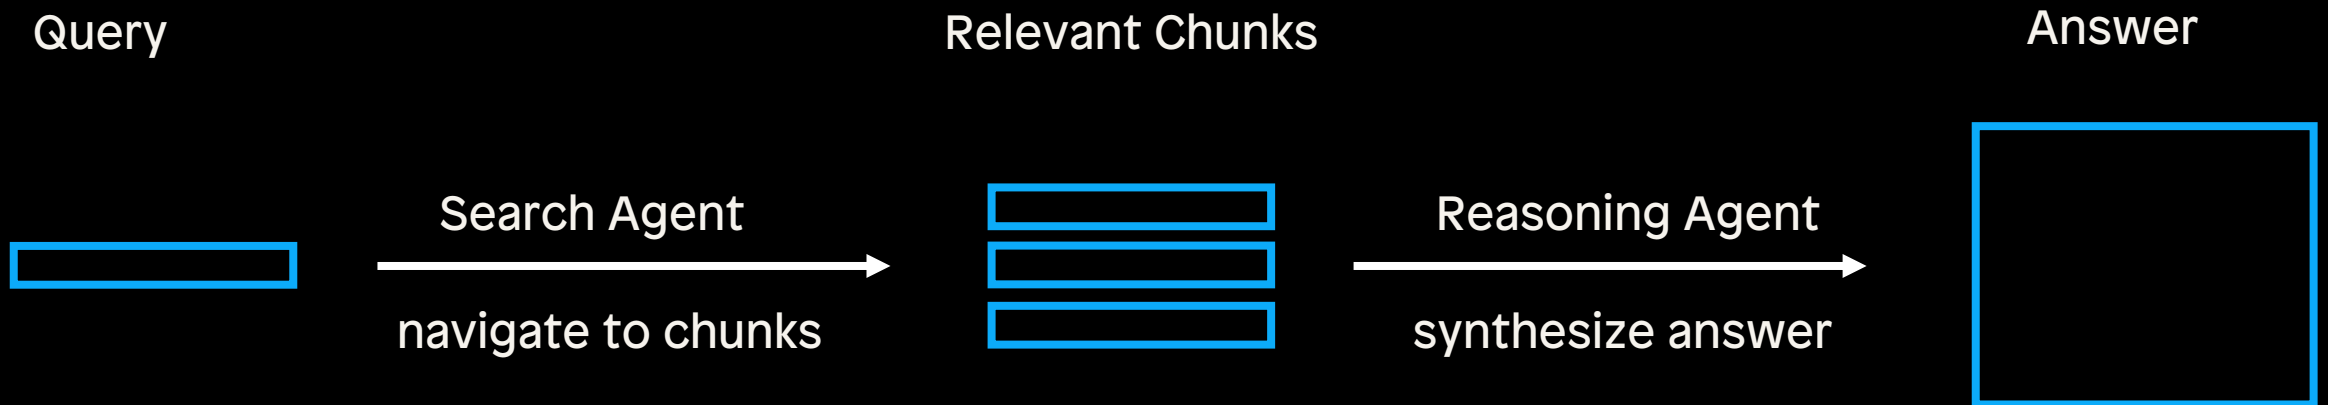 Query
Relevant Chunks
Answer
Search Agent
navigate to chunks
Reasoning Agent
synthesize answer